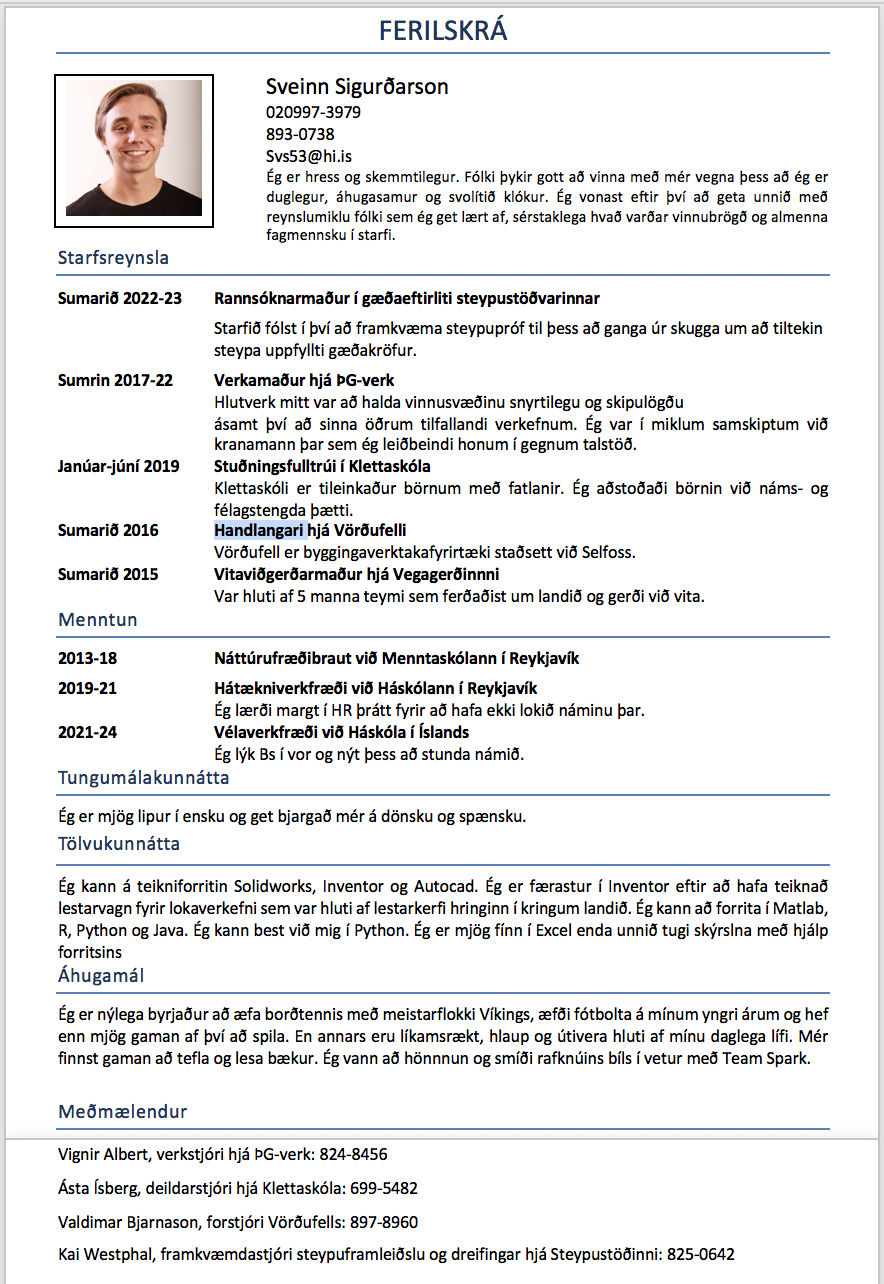 FERILSKRÁ
Sveinn Sigurðarson
020997-3979
893-0738
Svs53@hi.is
Ég er hress og skemmtilegur. Fólki þykir gott að vinna með mér vegna þess að ég er
duglegur, áhugasamur og svolítið klókur. Ég vonast eftir því að geta unnið með
reynslumiklu fólki sem ég get lært af, sérstaklega hvað varðar vinnubrögð og almenna
fagmennsku í starfi.
Starfsreynsla
Sumarið 2022-23 Rannsóknarmaður í gæðaeftirliti steypustöðvarinnar
Starfið fólst í því að framkvæma steypupróf til þess að ganga úr skugga um að tiltekin
steypa uppfyllti gæðakröfur.
Sumrin 2017-22 Verkamaður hjá ÞG-verk
Hlutverk mitt var að halda vinnusvæðinu snyrtilegu og skipulögðu
ásamt því að sinna öðrum tilfallandi verkefnum. Ég var í miklum samskiptum við
kranamann þar sem ég leiðbeindi honum í gegnum talstöð.
Janúar-júní 2019 Stuðningsfulltrúi í Klettaskóla
Klettaskóli er tileinkaður börnum með fatlanir. Ég aðstoðaði börnin við náms- og
félagstengda þætti.
Sumarið 2016 Handlangari hjá Vörðufelli
Vörðufell er byggingaverktakafyrirtæki staðsett við Selfoss.
Sumarið 2015 Vitaviðgerðarmaður hjá Vegagerðinnni
Var hluti af 5 manna teymi sem ferðaðist um landið og gerði við vita.
Menntun
2013-18 Náttúrufræðibraut við Menntaskólann í Reykjavík
2019-21 Hátækniverkfræði við Háskólann í Reykjavík
Ég lærði margt í HR þrátt fyrir að hafa ekki lokið náminu þar.
2021-24 Vélaverkfræði við Háskóla í Íslands
Ég lýk Bs í vor og nýt þess að stunda námið.
Tungumálakunnátta
Ég er mjög lipur í ensku og get bjargað mér á dönsku og spænsku.
Tölvukunnátta
Ég kann á teikniforritin Solidworks, Inventor og Autocad. Ég er færastur í Inventor eftir að hafa teiknað
lestarvagn fyrir lokaverkefni sem var hluti af lestarkerfi hringinn í kringum landið. Ég kann að forrita í Matlab,
R, Python og Java. Ég kann best við mig í Python. Ég er mjög fínn í Excel enda unnið tugi skýrslna með hjálp
forritsins
Áhugamál
Ég er nýlega byrjaður að æfa borðtennis með meistarflokki Víkings, æfði fótbolta á mínum yngri árum og hef
enn mjög gaman af því að spila. En annars eru líkamsrækt, hlaup og útivera hluti af mínu daglega lífi. Mér
finnst gaman að tefla og lesa bækur. Ég vann að hönnnun og smíði rafknúins bíls í vetur með Team Spark.
Meðmælendur
Vignir Albert, verkstjóri hjá ÞG-verk: 824-8456
Ásta Ísberg, deildarstjóri hjá Klettaskóla: 699-5482
Valdimar Bjarnason, forstjóri Vörðufells: 897-8960
Kai Westphal, framkvæmdastjóri steypuframleiðslu og dreifingar hjá Steypustöðinni: 825-0642